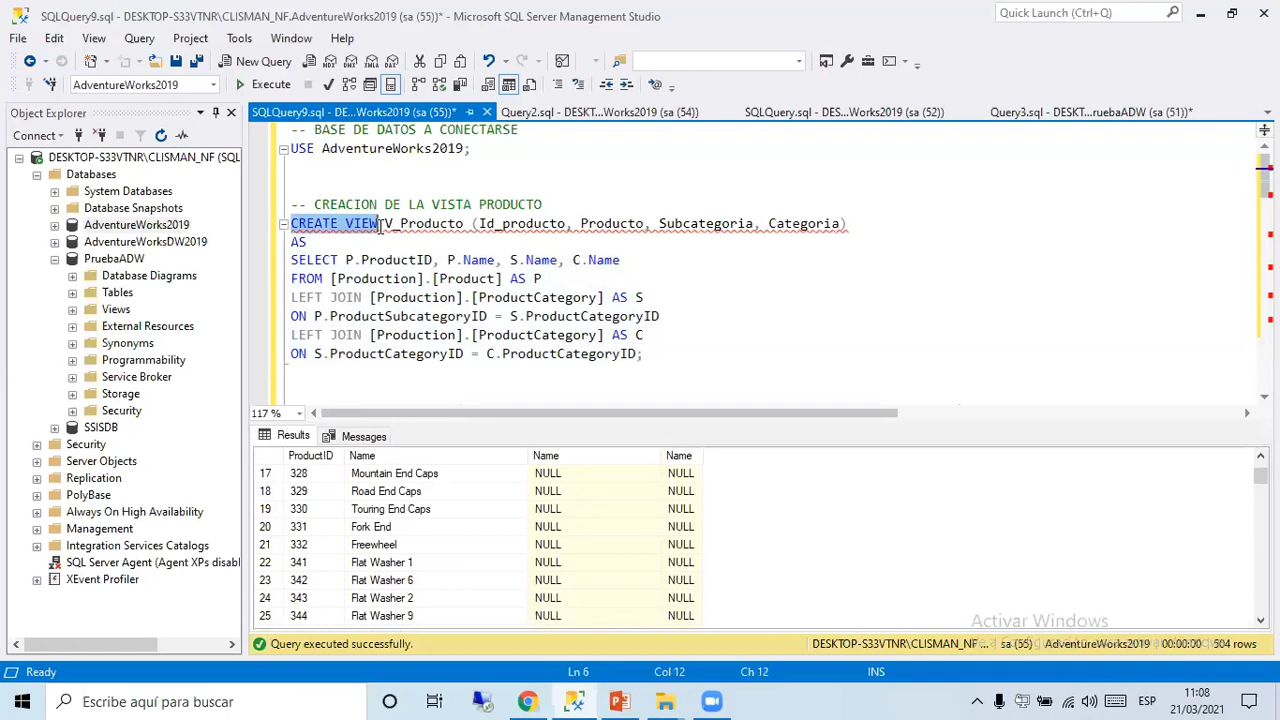 SQLQuery9.sql - DESKTOP-S33VTNR\CLISMAN_NF.AdventureWorks2019 (sa (55))* - Microsoft SQL Server Management Studio
Quick Launch (Ctrl+Q)
File Edit View Query Project Tools Window Help
New Query
AdventureWorks2019
Execute
Object Explorer
Connect
DESKTOP-S33VTNR\CLISMAN_NF (SQL
Databases
System Databases
Database Snapshots
AdventureWorks2019
AdventureWorksDW2019
PruebaADW
Database Diagrams
Tables
Views
External Resources
Synonyms
Programmability
Service Broker
Storage
Security
SSISDB
Security
Server Objects
Replication
PolyBase
Always On High Availability
Management
Integration Services Catalogs
SQL Server Agent (Agent XPs disabl
XEvent Profiler
SQLQuery9.sql - DE...Works2019 (sa (55))*
Query2.sql - DESKT...Works2019 (sa (54))
SQLQuery.sql - DES...Works2019 (sa (52))
Query3.sql - DESKT...ruebaADW (sa (51))*
-- BASE DE DATOS A CONECTARSE
USE AdventureWorks2019;
-- CREACION DE LA VISTA PRODUCTO
CREATE VIEW V_Producto (Id_producto, Producto, Subcategoria, Categoria)
AS
SELECT P.ProductID, P.Name, S.Name, C.Name
FROM [Production].[Product] AS P
LEFT JOIN [Production].[ProductCategory] AS S
ON P.ProductSubcategoryID = S.ProductCategoryID
LEFT JOIN [Production].[ProductCategory] AS C
ON S.ProductCategoryID = C.ProductCategoryID;
117 %
Results Messages
ProductID Name Name Name
17 328 Mountain End Caps NULL NULL
18 329 Road End Caps NULL NULL
19 330 Touring End Caps NULL NULL
20 331 Fork End NULL NULL
21 332 Freewheel NULL NULL
22 341 Flat Washer 1 NULL NULL
23 342 Flat Washer 6 NULL NULL
24 343 Flat Washer 2 NULL NULL
25 344 Flat Washer 9 NULL NULL
Activar Windows
Query executed successfully.
DESKTOP-S33VTNR\CLISMAN_NF ... sa (55) AdventureWorks2019 00:00:00 504 rows
Ready Ln 6 Col 12 Ch 12 INS
Escribe aquí para buscar
ESP
11:08
21/03/2021